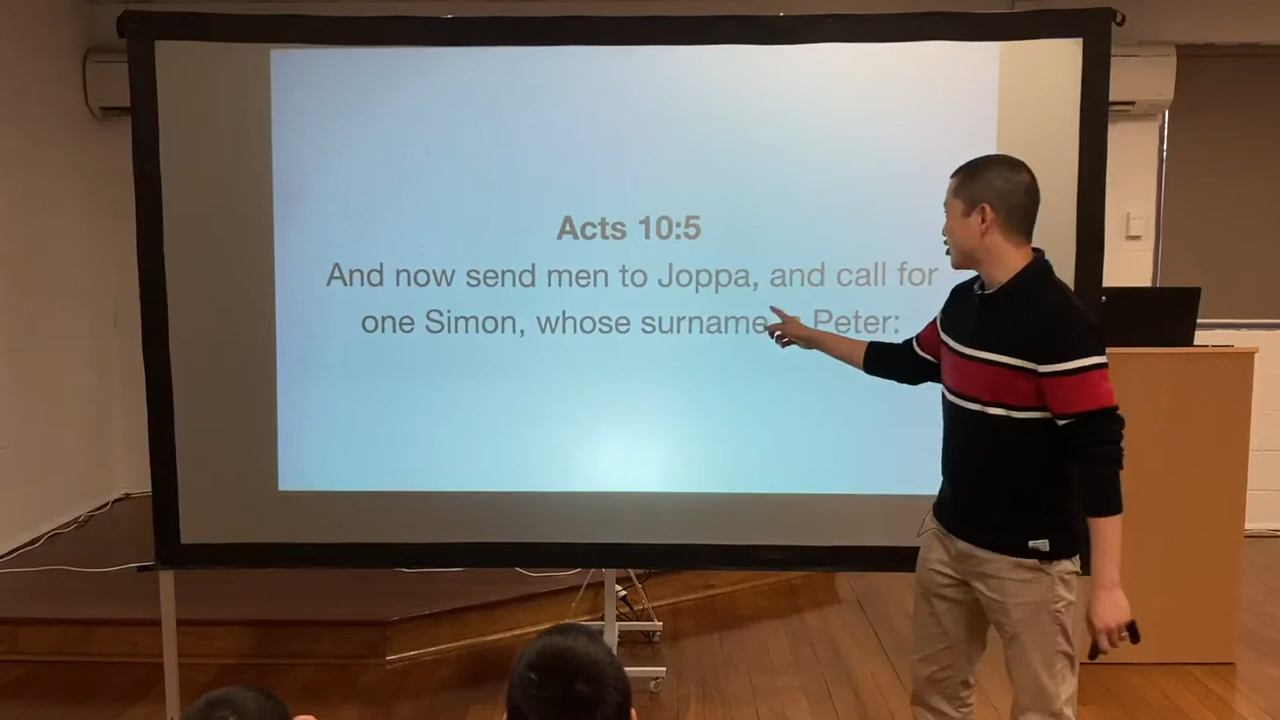 Acts 10:5
And now send men to Joppa, and call for
one Simon, whose surname Peter: